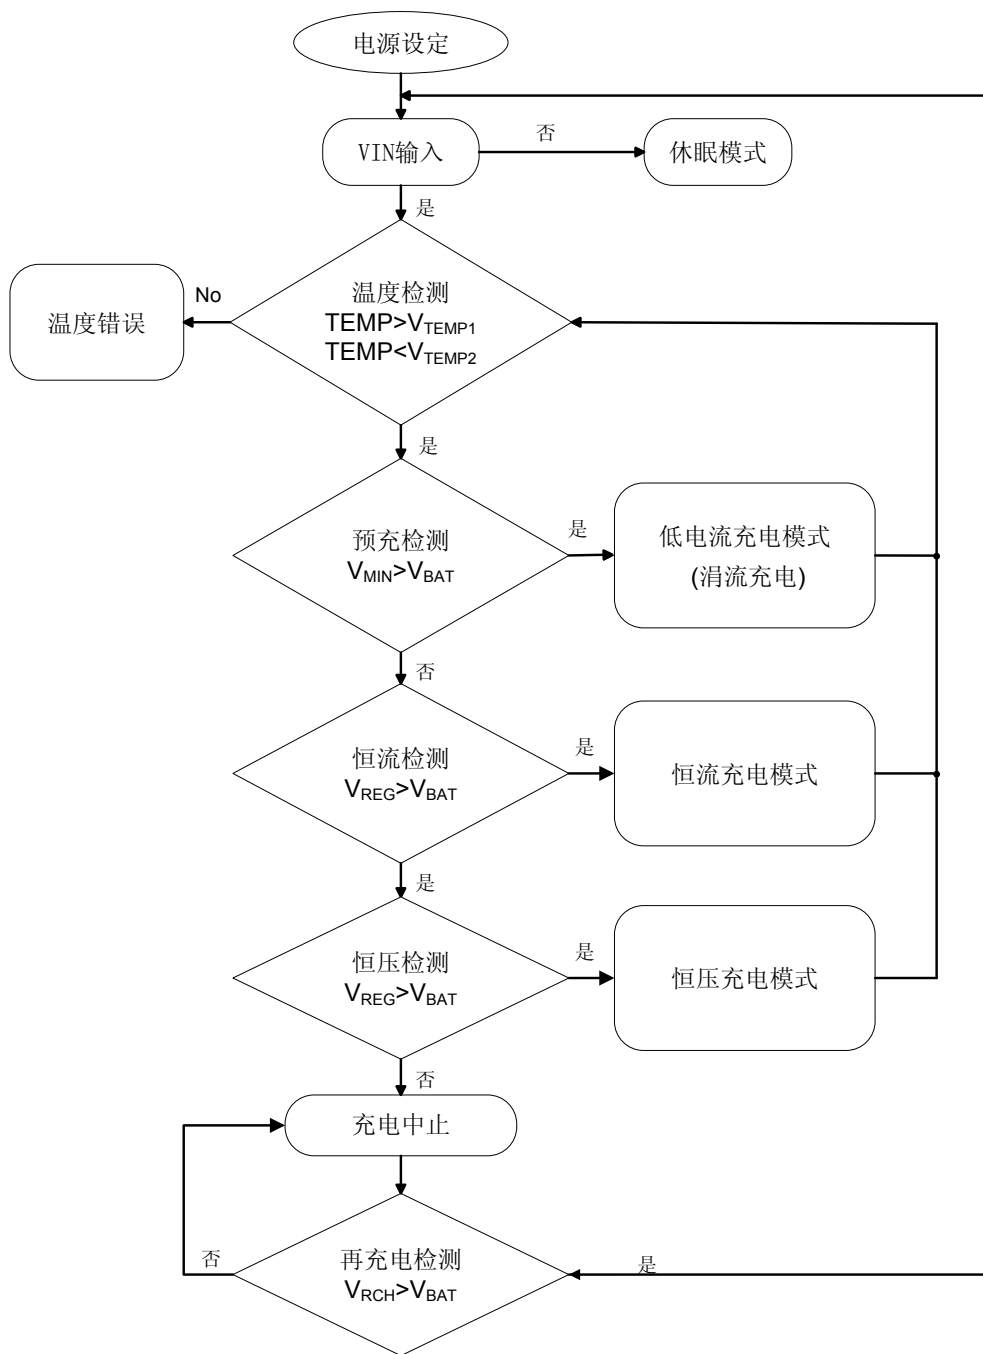 电源设定
VIN输入
否
休眠模式
是
温度检测
TEMP>VTEMP1
TEMP<VTEMP2
No
温度错误
是
预充检测
VMIN>VBAT
是
低电流充电模式
(涓流充电)
否
恒流检测
VREG>VBAT
是
恒流充电模式
是
恒压检测
VREG>VBAT
是
恒压充电模式
否
充电中止
再充电检测
VRCH>VBAT
否
是